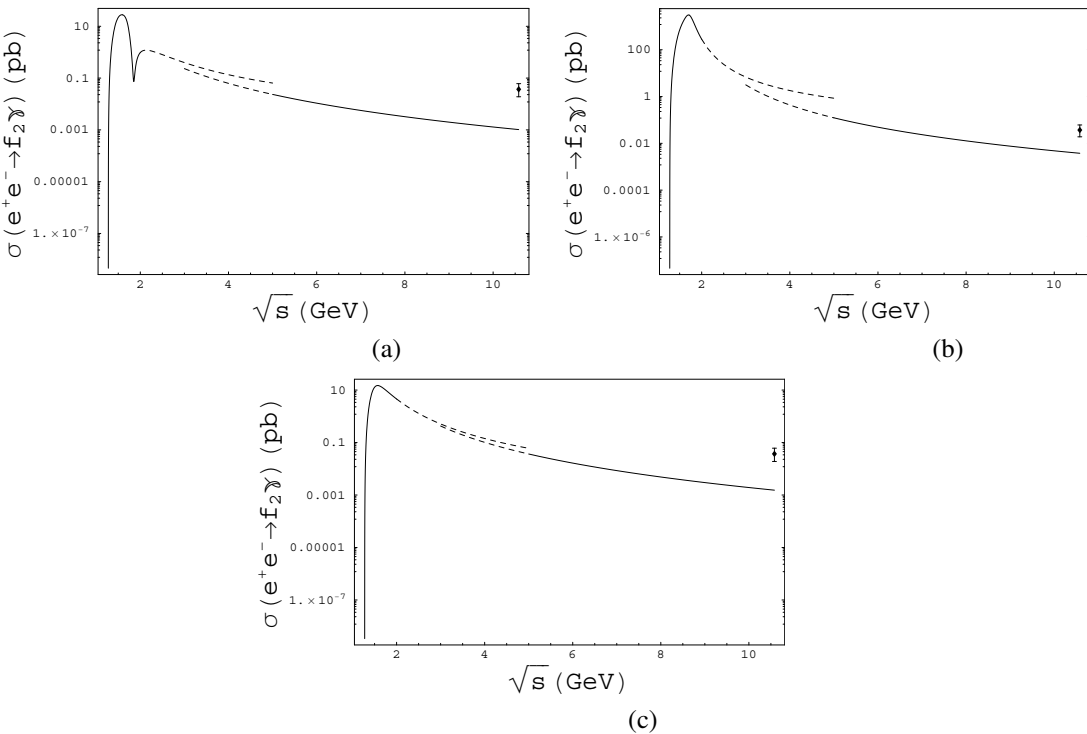 σ(e⁺e⁻→f₂γ) (pb)
10
0.1
0.001
0.00001
1.×10⁻⁷
2 4 6 8 10
√s (GeV)
(a)
σ(e⁺e⁻→f₂γ) (pb)
100
1
0.01
0.0001
1.×10⁻⁶
2 4 6 8 10
√s (GeV)
(b)
σ(e⁺e⁻→f₂γ) (pb)
10
0.1
0.001
0.00001
1.×10⁻⁷
2 4 6 8 10
√s (GeV)
(c)